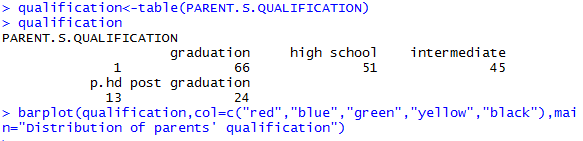 > qualification<-table(PARENT.S.QUALIFICATION)
> qualification
PARENT.S.QUALIFICATION
graduation high school intermediate
1 66 51 45
p.hd post graduation
13 24
> barplot(qualification,col=c("red","blue","green","yellow","black"),mai
n="Distribution of parents' qualification")